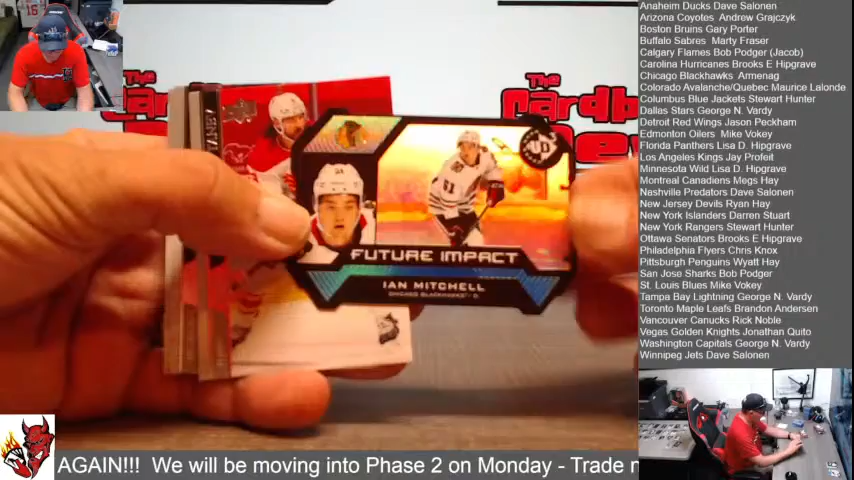 Anaheim Ducks Dave Salonen
Arizona Coyotes Andrew Grajczyk
Boston Bruins Gary Porter
Buffalo Sabres Marty Fraser
Calgary Flames Bob Podger (Jacob)
Carolina Hurricanes Brooks E Hipgrave
Chicago Blackhawks Armenag
Colorado Avalanche/Quebec Maurice Lalonde
Columbus Blue Jackets Stewart Hunter
Dallas Stars George N. Vardy
Detroit Red Wings Jason Peckham
Edmonton Oilers Mike Vokey
Florida Panthers Lisa D. Hipgrave
Los Angeles Kings Jay Profeit
Minnesota Wild Lisa D. Hipgrave
Montreal Canadiens Megs Hay
Nashville Predators Dave Salonen
New Jersey Devils Ryan Hay
New York Islanders Darren Stuart
New York Rangers Stewart Hunter
Ottawa Senators Brooks E Hipgrave
Philadelphia Flyers Chris Knox
Pittsburgh Penguins Wyatt Hay
San Jose Sharks Bob Podger
St. Louis Blues Mike Vokey
Tampa Bay Lightning George N. Vardy
Toronto Maple Leafs Brandon Andersen
Vancouver Canucks Rick Noble
Vegas Golden Knights Jonathan Quito
Washington Capitals George N. Vardy
Winnipeg Jets Dave Salonen
The
The
Cardb
TANEV
51
FUTURE IMPACT
IAN MITCHELL
CHICAGO BLACKHAWKS - D
AGAIN!!! We will be moving into Phase 2 on Monday - Trade